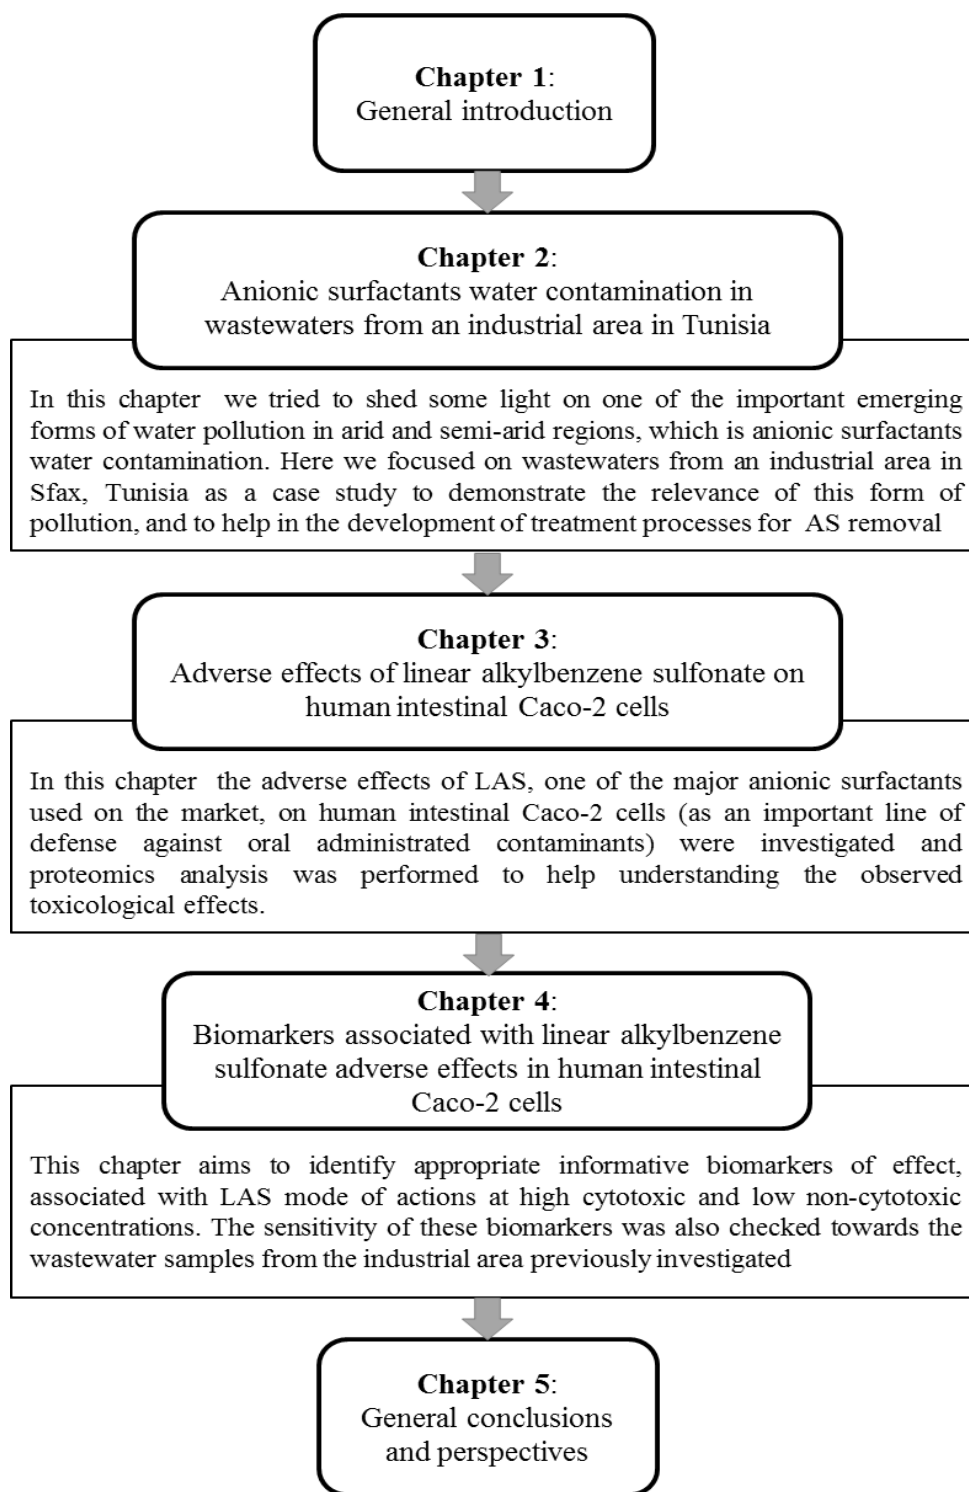 Chapter 1:
General introduction
Chapter 2:
Anionic surfactants water contamination in
wastewaters from an industrial area in Tunisia
In this chapter we tried to shed some light on one of the important emerging
forms of water pollution in arid and semi-arid regions, which is anionic surfactants
water contamination. Here we focused on wastewaters from an industrial area in
Sfax, Tunisia as a case study to demonstrate the relevance of this form of
pollution, and to help in the development of treatment processes for AS removal
Chapter 3:
Adverse effects of linear alkylbenzene sulfonate on
human intestinal Caco-2 cells
In this chapter the adverse effects of LAS, one of the major anionic surfactants
used on the market, on human intestinal Caco-2 cells (as an important line of
defense against oral administrated contaminants) were investigated and
proteomics analysis was performed to help understanding the observed
toxicological effects.
Chapter 4:
Biomarkers associated with linear alkylbenzene
sulfonate adverse effects in human intestinal
Caco-2 cells
This chapter aims to identify appropriate informative biomarkers of effect,
associated with LAS mode of actions at high cytotoxic and low non-cytotoxic
concentrations. The sensitivity of these biomarkers was also checked towards the
wastewater samples from the industrial area previously investigated
Chapter 5:
General conclusions
and perspectives